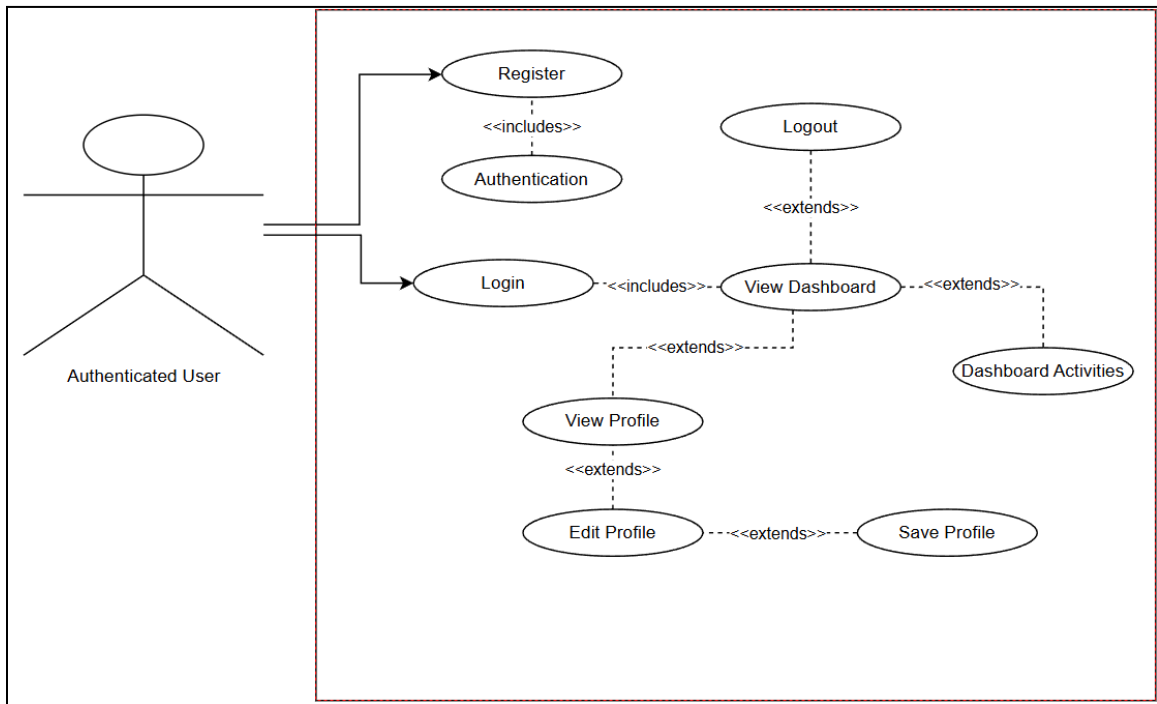 Register
<<includes>>
Authentication
Logout
<<extends>>
Login
<<includes>>
View Dashboard
<<extends>>
<<extends>>
Dashboard Activities
Authenticated User
View Profile
<<extends>>
Edit Profile
<<extends>>
Save Profile